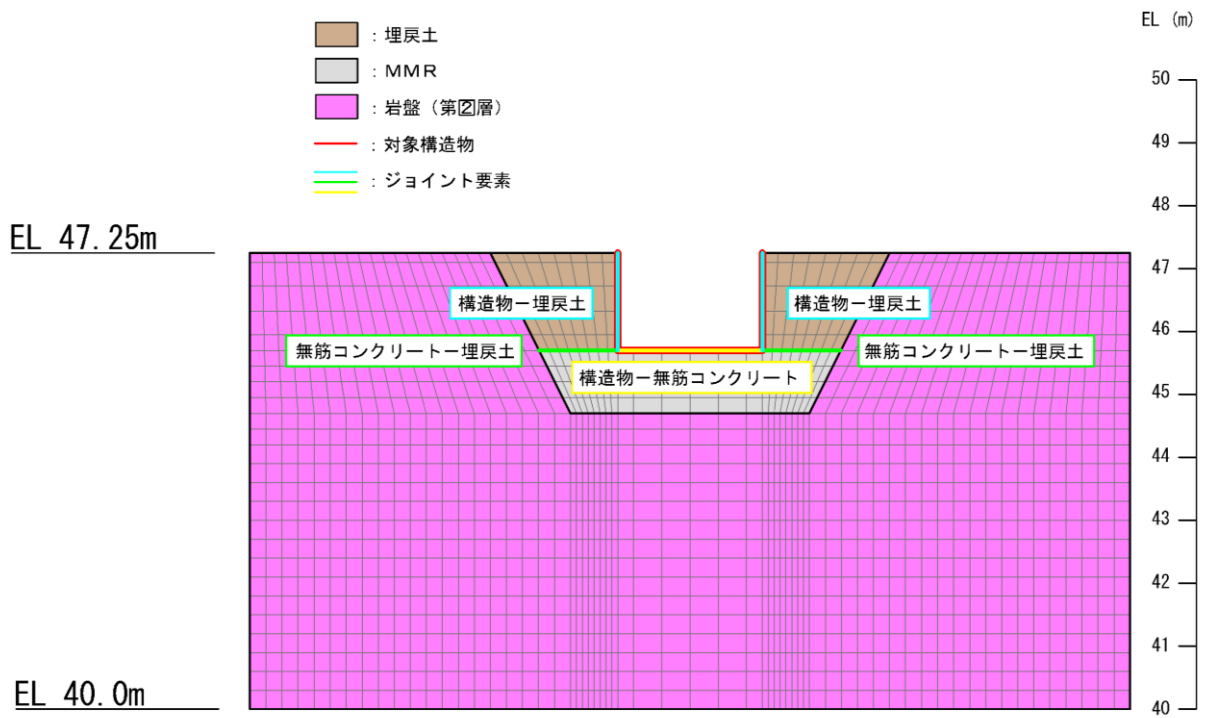 EL (m)
: 埋戻土
: MMR
: 岩盤（第②層）
: 対象構造物
: ジョイント要素
50
49
48
47
46
45
44
43
42
41
40
EL 47.25m
構造物－埋戻土
構造物－埋戻土
無筋コンクリート－埋戻土
無筋コンクリート－埋戻土
構造物－無筋コンクリート
EL 40.0m